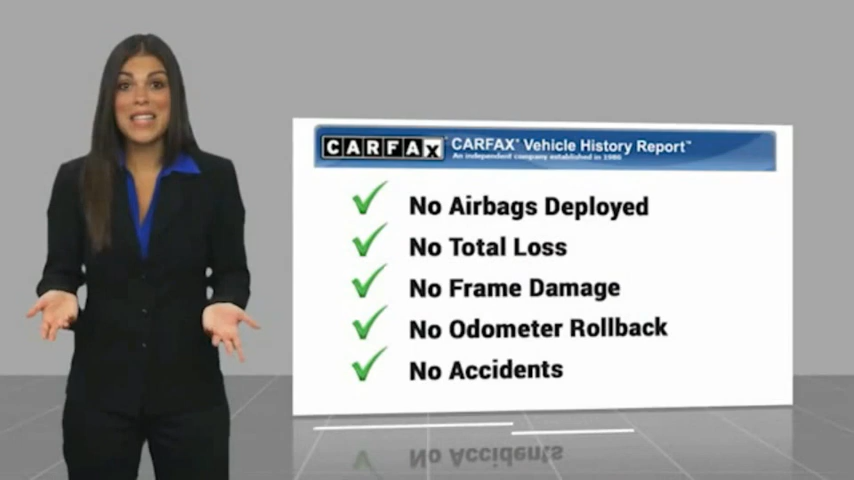 CARFAX CARFAX™ Vehicle History Report™
An independent company established in 1986
No Airbags Deployed
No Total Loss
No Frame Damage
No Odometer Rollback
No Accidents
No Accidents